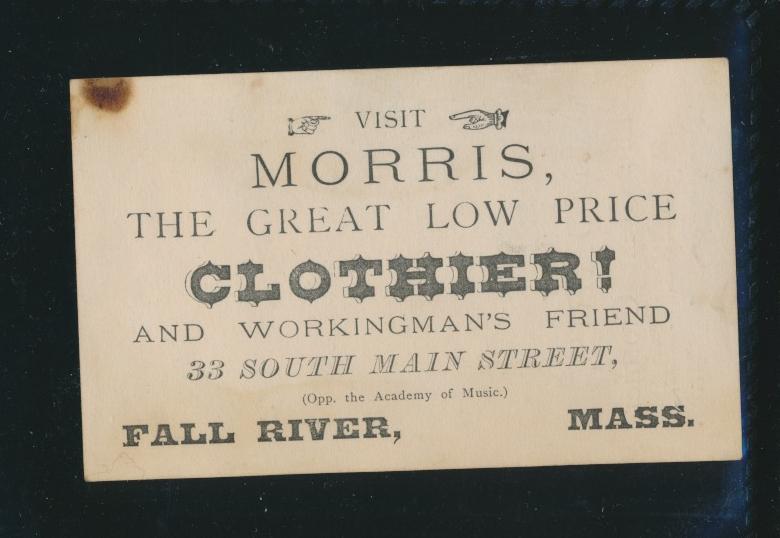 VISIT
MORRIS,
THE GREAT LOW PRICE
CLOTHIER!
AND WORKINGMAN'S FRIEND
33 SOUTH MAIN STREET,
(Opp. the Academy of Music.)
FALL RIVER, MASS.